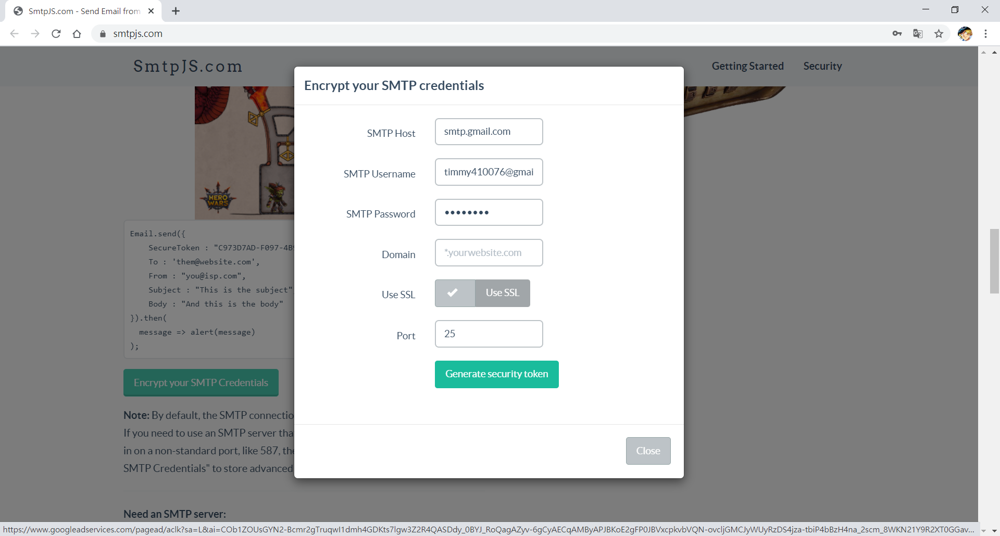 SmtpJS.com - Send Email from
smtpjs.com
SmtpJS.com
Getting Started
Security
Encrypt your SMTP credentials
SMTP Host
smtp.gmail.com
SMTP Username
timmy410076@gmai
SMTP Password
Domain
*.yourwebsite.com
Use SSL
Use SSL
Port
25
Generate security token
Close
HERO
WARS
Email.send({
SecureToken : "C973D7AD-F097-4B
To : 'them@website.com',
From : "you@isp.com",
Subject : "This is the subject"
Body : "And this is the body"
}).then(
message => alert(message)
);
Encrypt your SMTP Credentials
Note: By default, the SMTP connectio
If you need to use an SMTP server tha
in on a non-standard port, like 587, the
SMTP Credentials" to store advanced
Need an SMTP server:
https://www.googleadservices.com/pagead/aclk?sa=L&ai=COb1ZOUsGYN2-Bcmr2gTruqwI1dmh4GDKts7lgw3Z2R4QASDdy_0BYJ_RoQagAZyv-6gCyAECqAMByAPJBKoE2gFP0JBVxcpkvbVQN-ovcljGMCJyWUyRzDS4jza-tbiP4bBzH4na_2scm_8WKN21Y9R2XT0GGav...